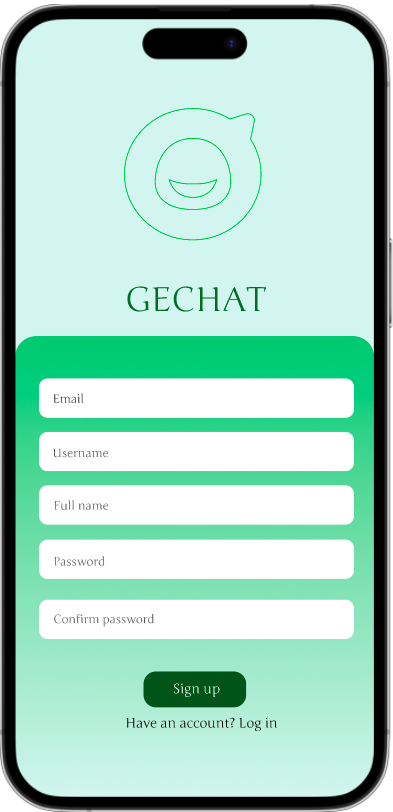 GECHAT
Email
Username
Full name
Password
Confirm password
Sign up
Have an account? Log in